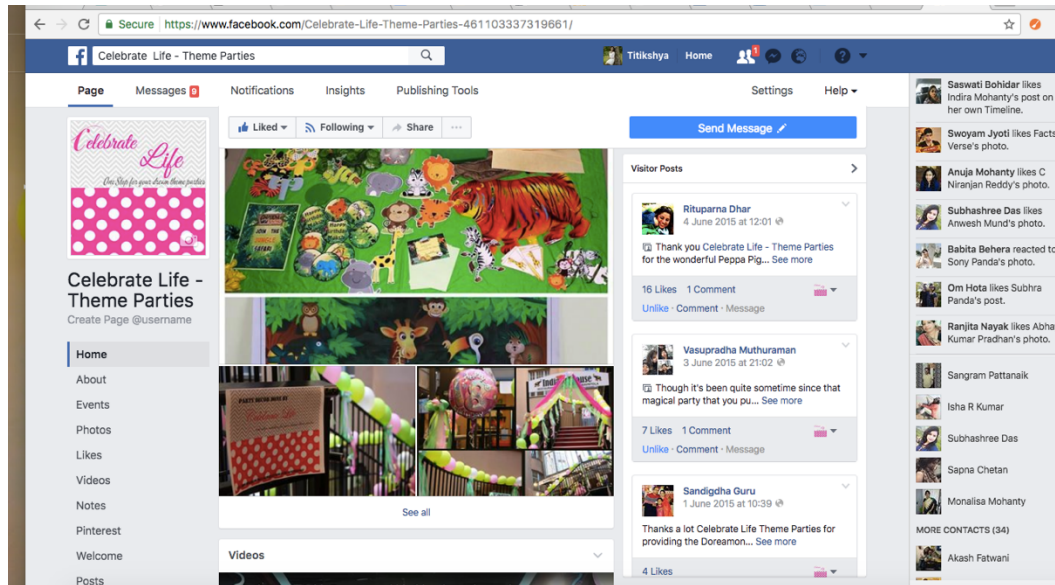 Secure https://www.facebook.com/Celebrate-Life-Theme-Parties-461103337319661/
Celebrate Life - Theme Parties
Titikshya
Home
1
Page
Messages 9
Notifications
Insights
Publishing Tools
Settings
Help
Liked
Following
Share
Send Message
Celebrate
Life
One Stop for your dream theme parties
Celebrate Life -
Theme Parties
Create Page @username
Home
About
Events
Photos
Likes
Videos
Notes
Pinterest
Welcome
Posts
JUNGLE
SAFARI
Celebrate Life
See all
Videos
Visitor Posts
Rituparna Dhar
4 June 2015 at 12:01
Thank you Celebrate Life - Theme Parties
for the wonderful Peppa Pig... See more
16 Likes 1 Comment
Unlike · Comment · Message
Vasupradha Muthuraman
3 June 2015 at 21:02
Though it's been quite sometime since that
magical party that you pu... See more
7 Likes 1 Comment
Unlike · Comment · Message
Sandigdha Guru
1 June 2015 at 10:39
Thanks a lot Celebrate Life Theme Parties for
providing the Doreamon... See more
4 Likes
Saswati Bohidar likes
Indira Mohanty's post on
her own Timeline.
Swoyam Jyoti likes Facts
Verse's photo.
Anuja Mohanty likes C
Niranjan Reddy's photo.
Subhashree Das likes
Anwesh Mund's photo.
Babita Behera reacted to
Sony Panda's photo.
Om Hota likes Subhra
Panda's post.
Ranjita Nayak likes Abha
Kumar Pradhan's photo.
Sangram Pattanaik
Isha R Kumar
Subhashree Das
Sapna Chetan
Monalisa Mohanty
MORE CONTACTS (34)
Akash Fatwani